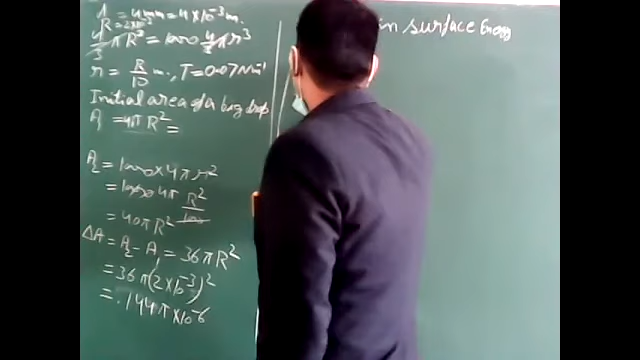 d = 4mm = 4×10⁻³m.
R = 2×10⁻³
4/3 πR³ = 1000 4/3 πr³
r = R/10 m, T = 0.07 Nm⁻¹
Initial area of a big drop
A₁ = 4πR² =
A₂ = 1000 × 4πr²
= 1000 4π R²/100
= 40πR²
ΔA = A₂ - A₁ = 36πR²
= 36π(2×10⁻³)²
= 144π×10⁻⁶
in surface Energy